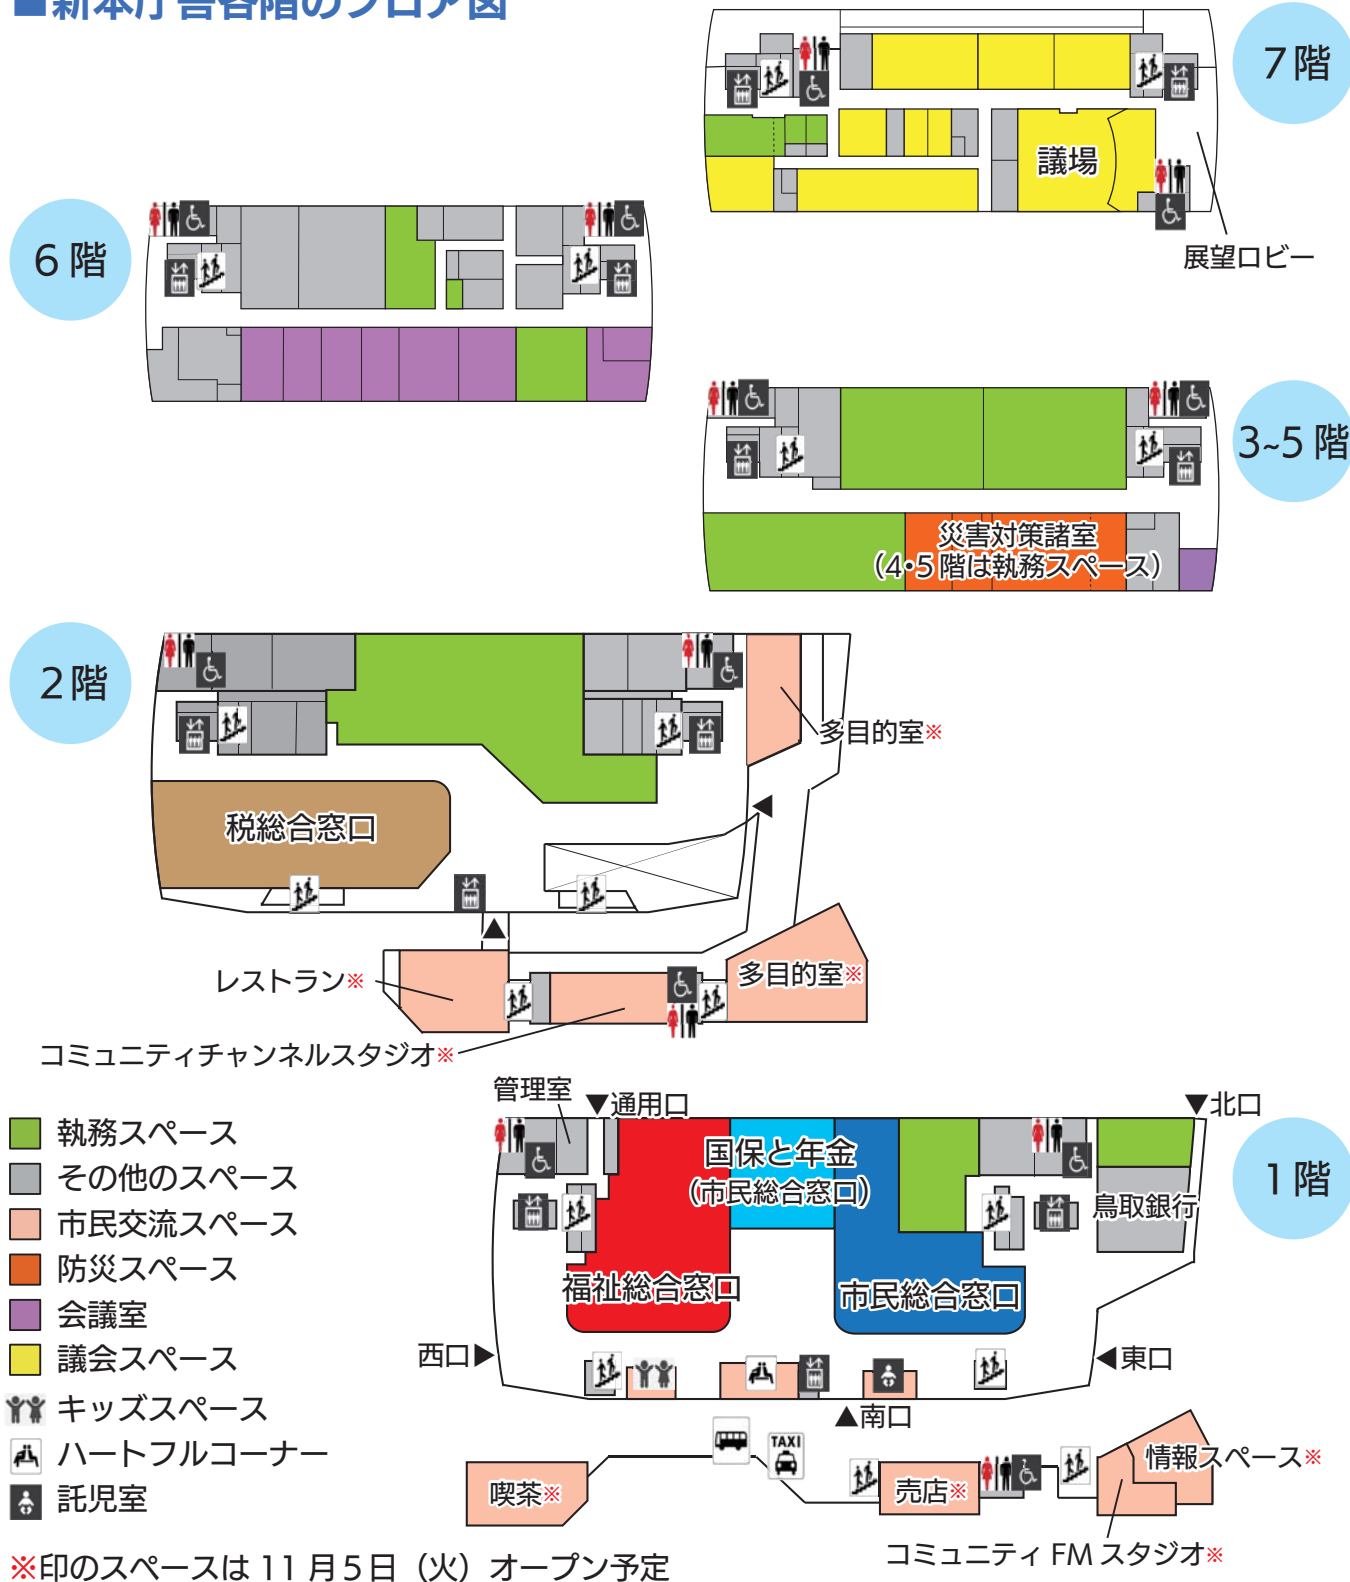 ■新本庁舎各階のフロア図
7階
議場
展望ロビー
6階
3~5階
災害対策諸室
（4・5階は執務スペース）
2階
多目的室※
税総合窓口
レストラン※
多目的室※
コミュニティチャンネルスタジオ※
執務スペース
その他のスペース
市民交流スペース
防災スペース
会議室
議会スペース
キッズスペース
ハートフルコーナー
託児室
管理室
▼通用口
▼北口
1階
国保と年金
（市民総合窓口）
鳥取銀行
福祉総合窓口
市民総合窓口
西口▶
◀東口
▲南口
TAXI
喫茶※
売店※
情報スペース※
コミュニティFMスタジオ※
※印のスペースは11月5日（火）オープン予定